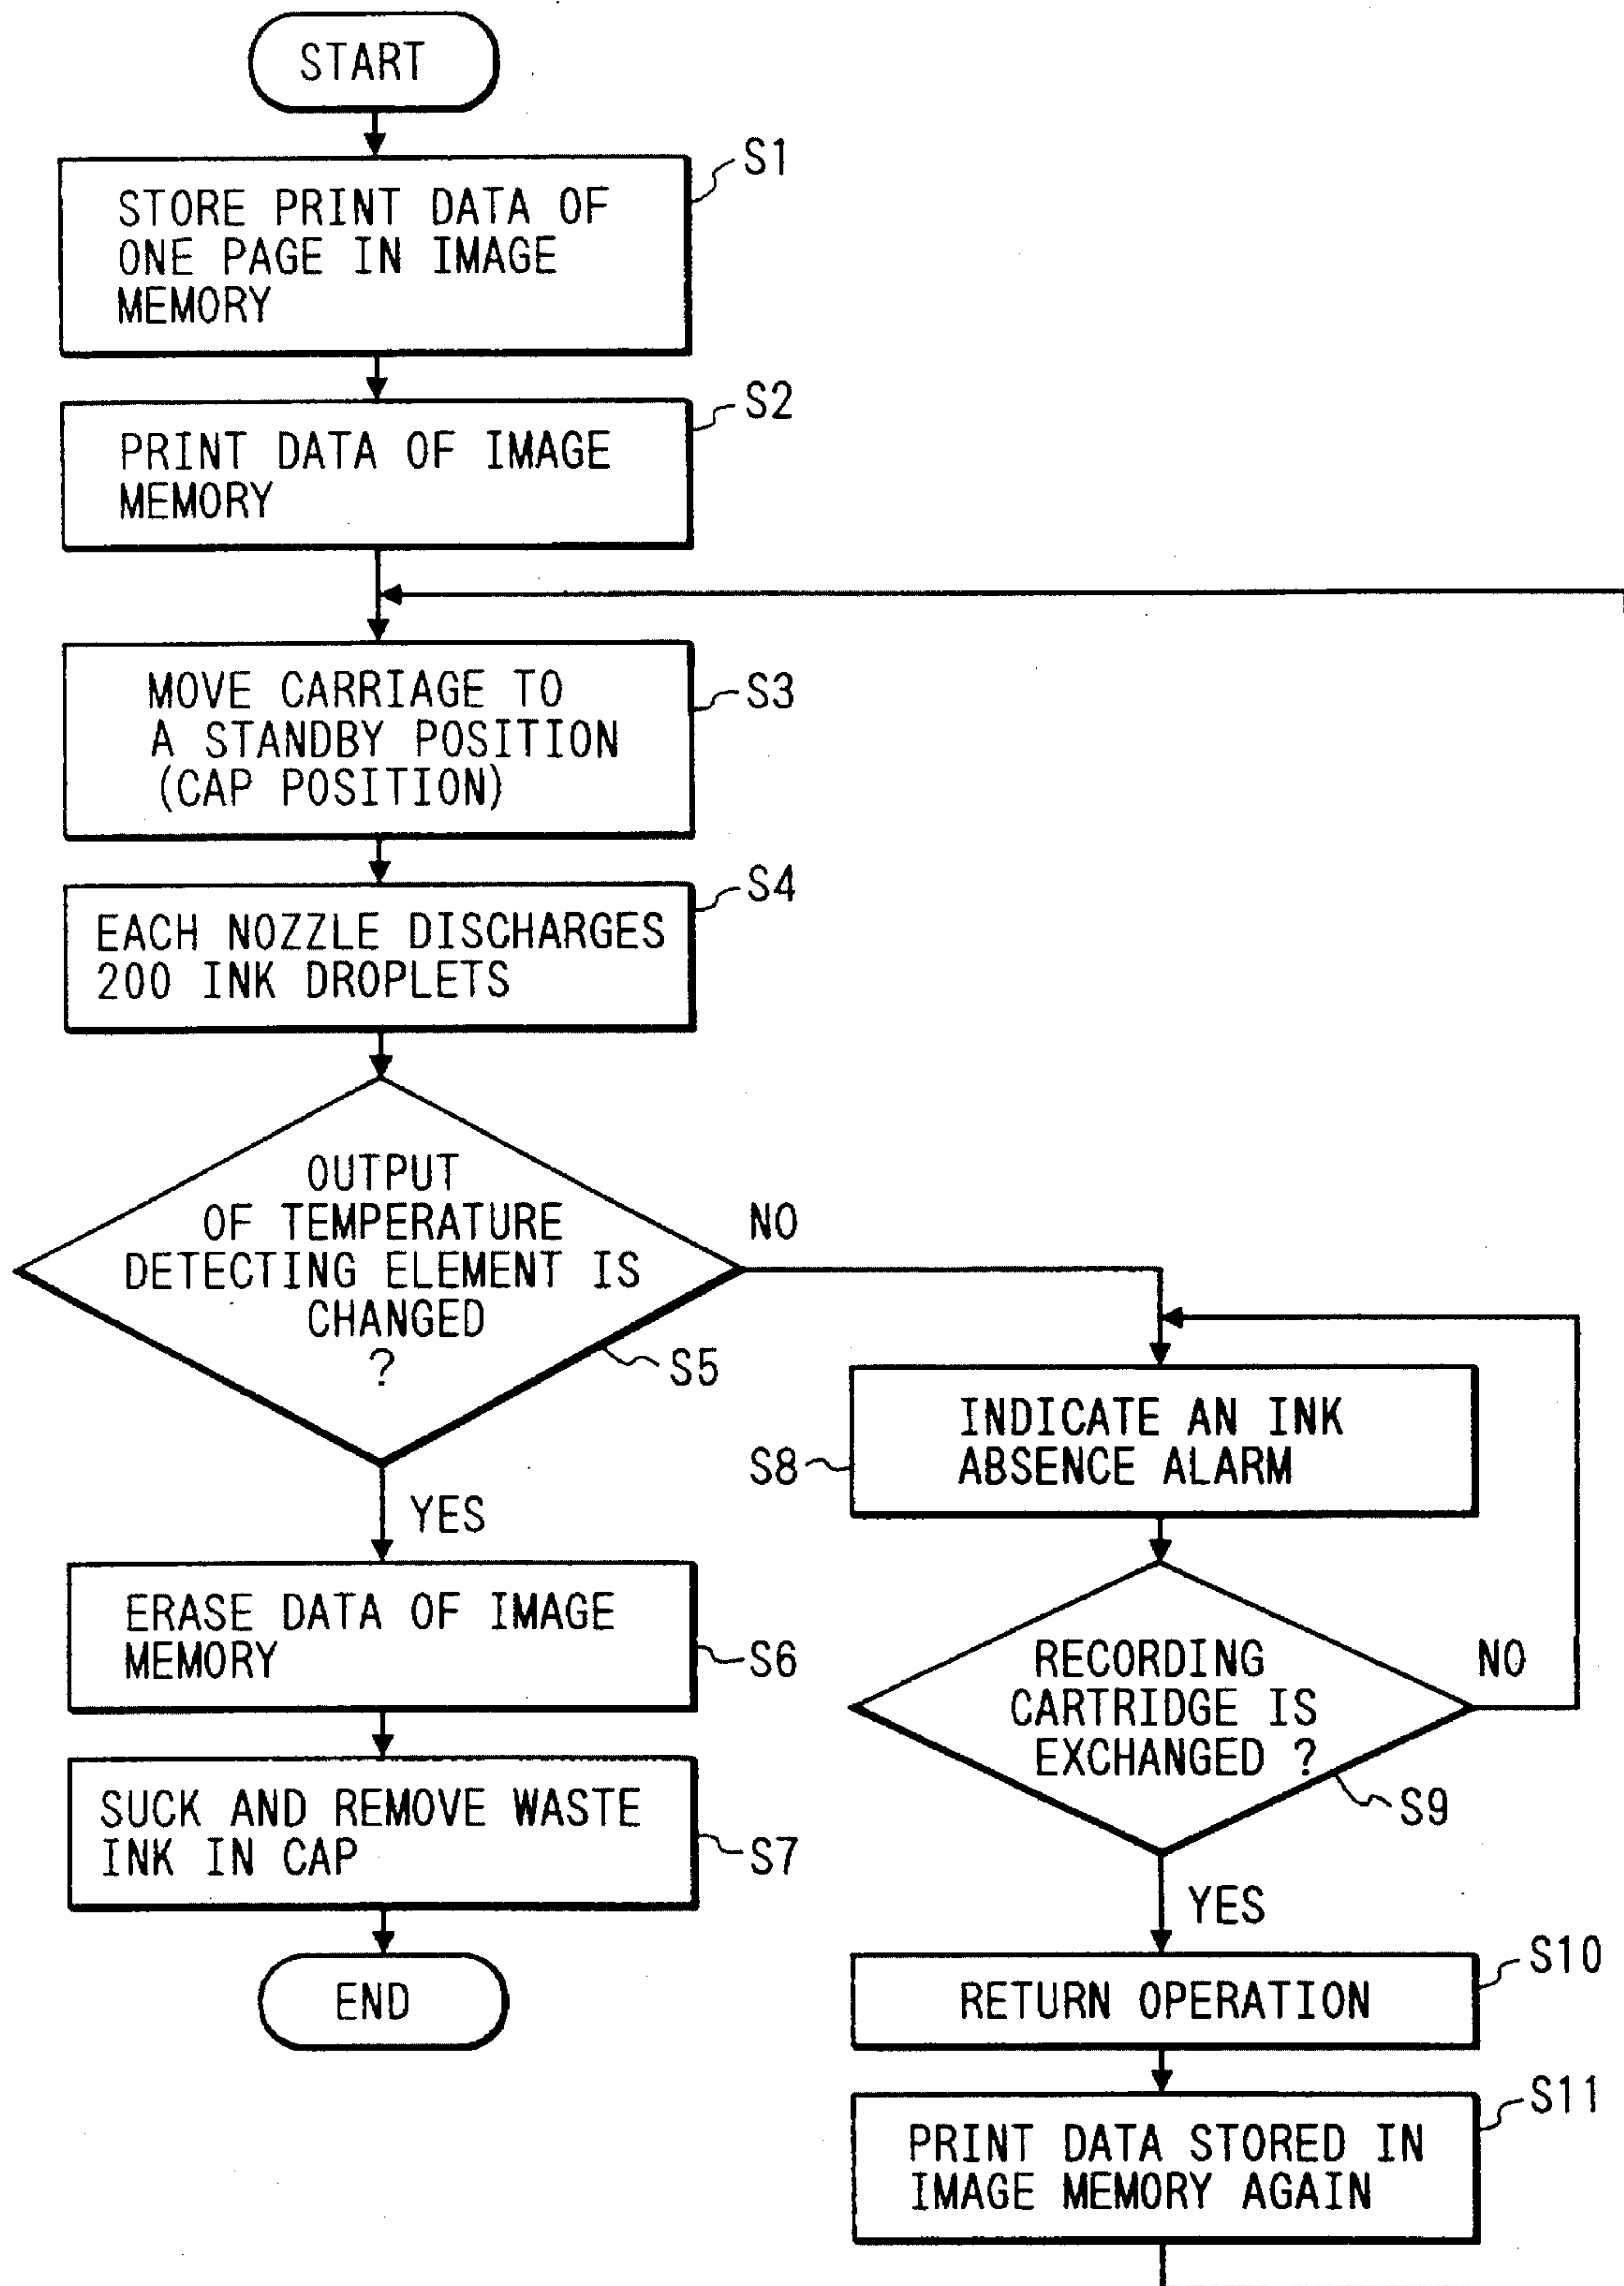 START
S1
STORE PRINT DATA OF
ONE PAGE IN IMAGE
MEMORY
S2
PRINT DATA OF IMAGE
MEMORY
S3
MOVE CARRIAGE TO
A STANDBY POSITION
(CAP POSITION)
S4
EACH NOZZLE DISCHARGES
200 INK DROPLETS
OUTPUT
OF TEMPERATURE
DETECTING ELEMENT IS
CHANGED
?
S5
NO
YES
ERASE DATA OF IMAGE
MEMORY
S6
SUCK AND REMOVE WASTE
INK IN CAP
S7
END
INDICATE AN INK
ABSENCE ALARM
S8
RECORDING
CARTRIDGE IS
EXCHANGED ?
NO
S9
YES
S10
RETURN OPERATION
S11
PRINT DATA STORED IN
IMAGE MEMORY AGAIN